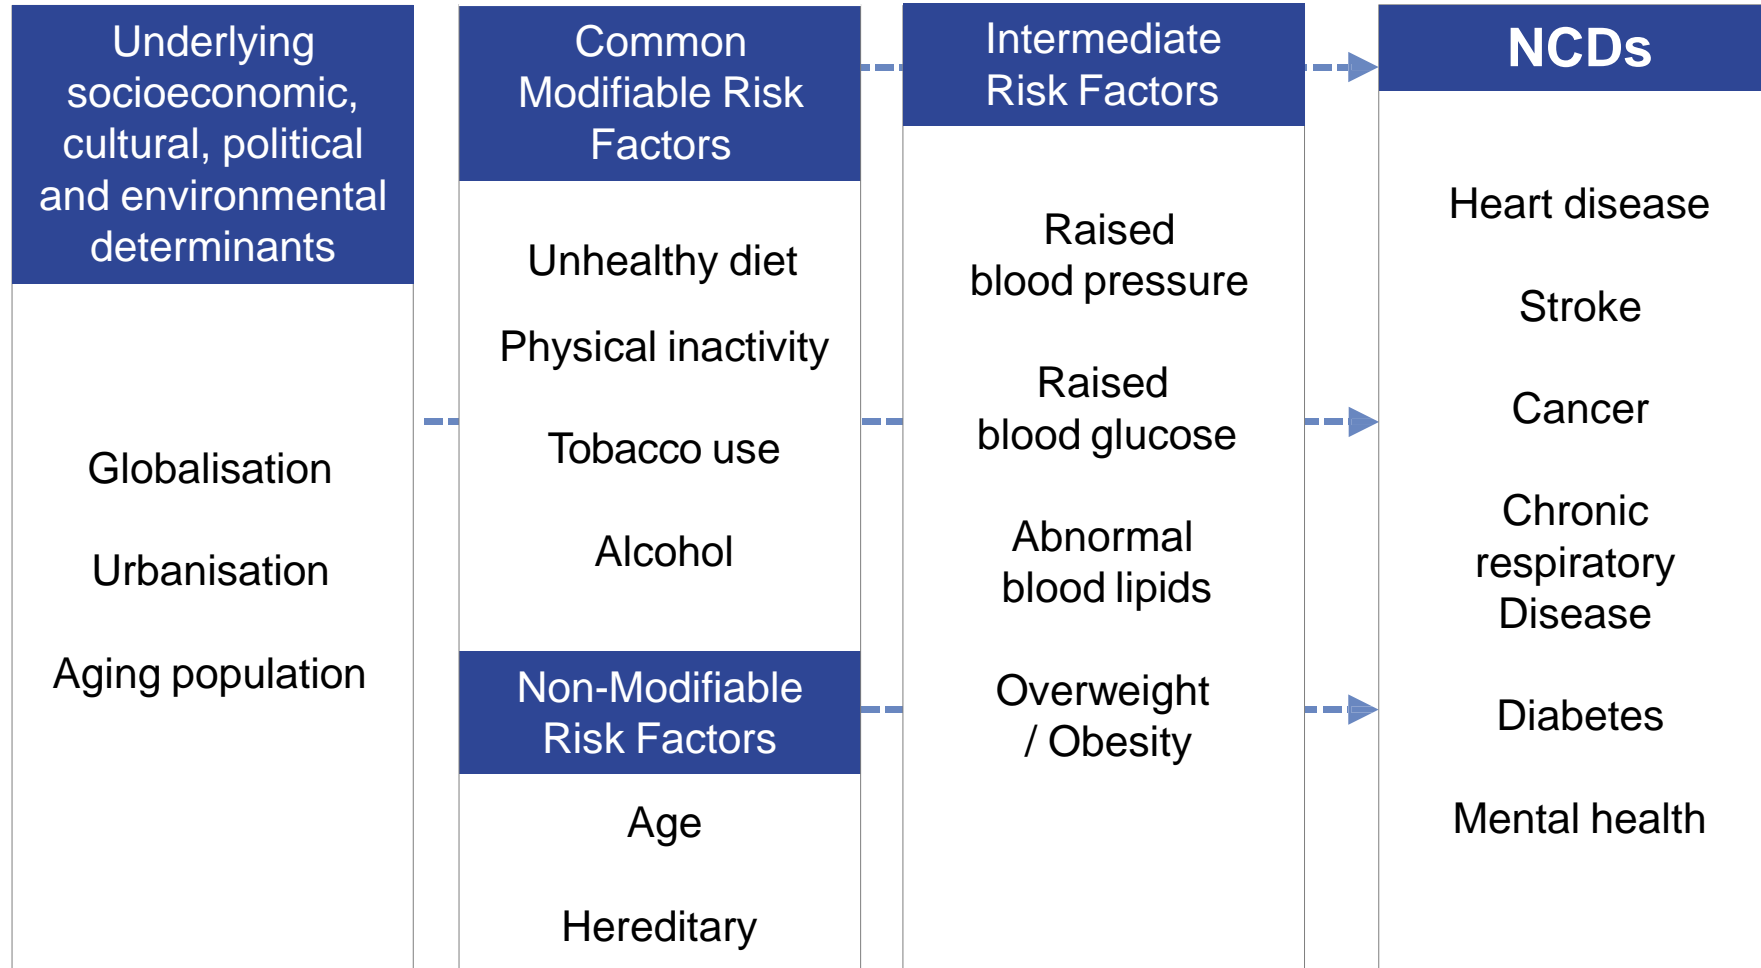 Underlying
socioeconomic,
cultural, political
and environmental
determinants
Globalisation
Urbanisation
Aging population
Common
Modifiable Risk
Factors
Unhealthy diet
Physical inactivity
Tobacco use
Alcohol
Non-Modifiable
Risk Factors
Age
Hereditary
Intermediate
Risk Factors
Raised
blood pressure
Raised
blood glucose
Abnormal
blood lipids
Overweight
/ Obesity
NCDs
Heart disease
Stroke
Cancer
Chronic
respiratory
Disease
Diabetes
Mental health